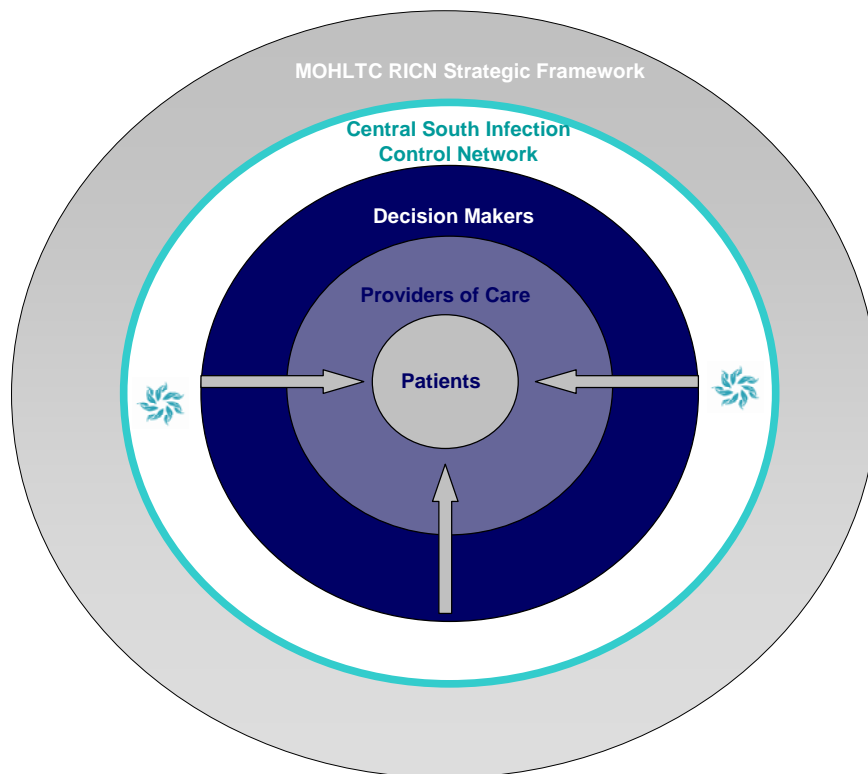 MOHLTC RICN Strategic Framework
Central South Infection
Control Network
Decision Makers
Providers of Care
Patients